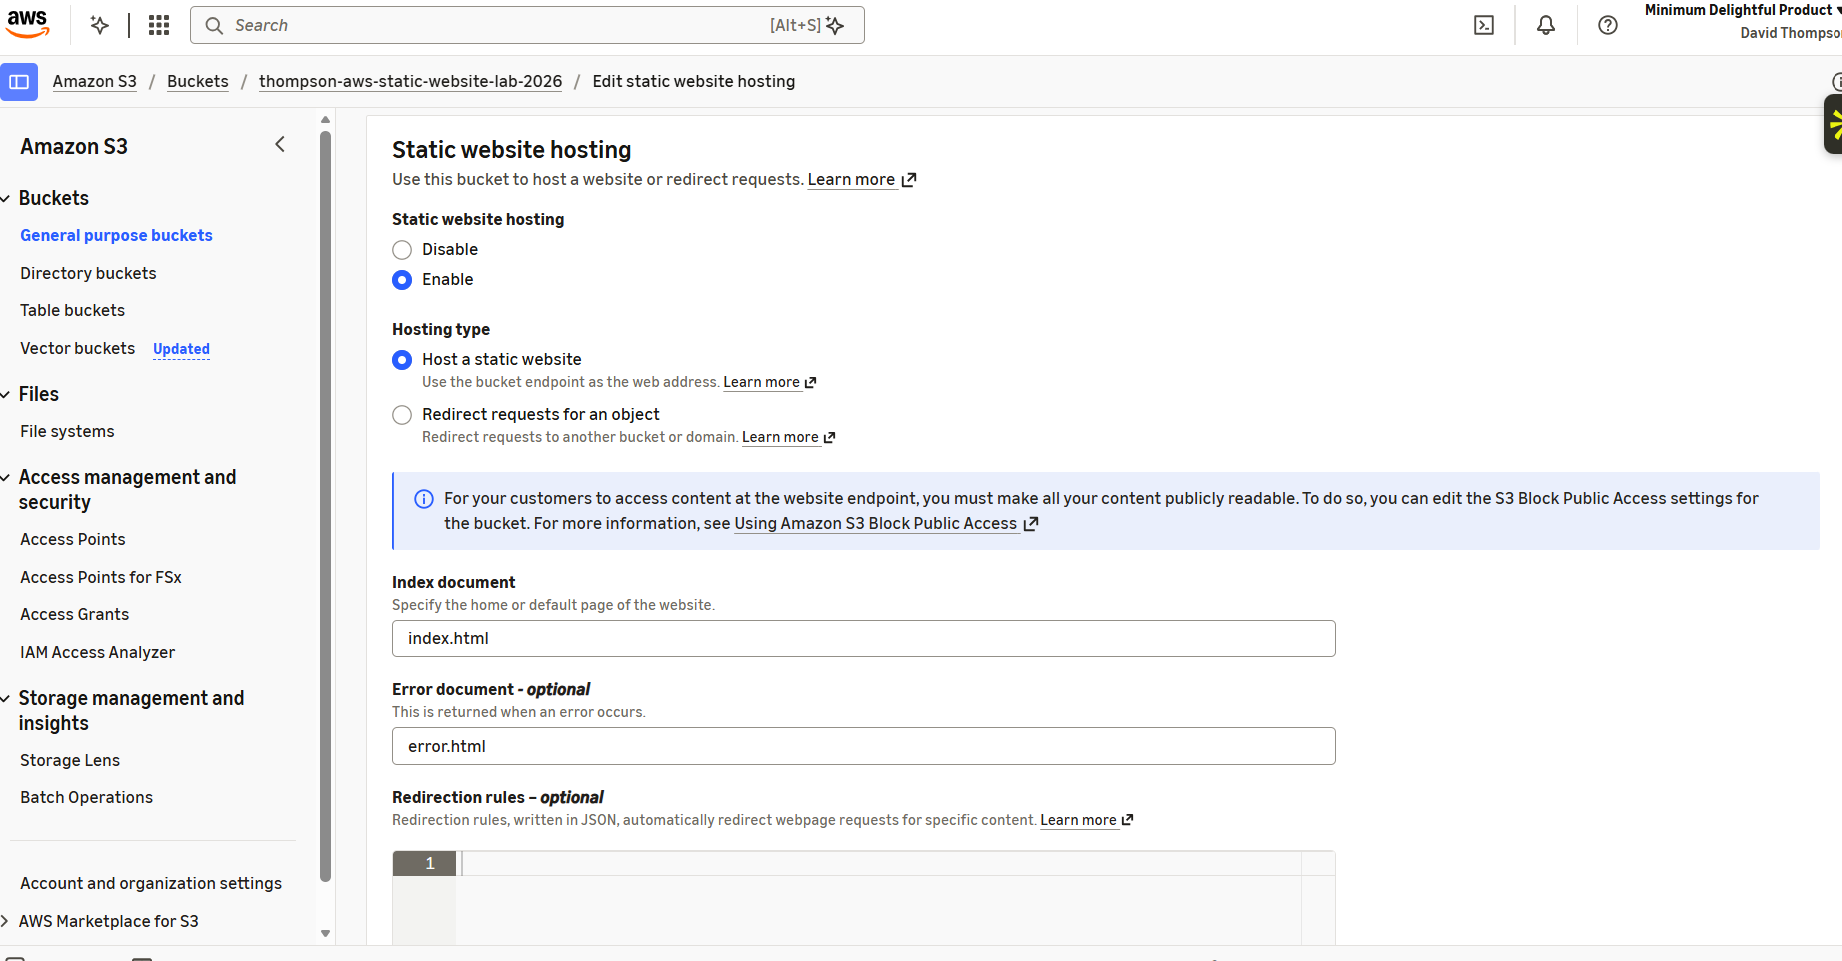 aws
Search
[Alt+S]
Minimum Delightful Product
David Thompson
Amazon S3 / Buckets / thompson-aws-static-website-lab-2026 / Edit static website hosting
Amazon S3
Buckets
General purpose buckets
Directory buckets
Table buckets
Vector buckets Updated
Files
File systems
Access management and
security
Access Points
Access Points for FSx
Access Grants
IAM Access Analyzer
Storage management and
insights
Storage Lens
Batch Operations
Account and organization settings
AWS Marketplace for S3
Static website hosting
Use this bucket to host a website or redirect requests. Learn more
Static website hosting
Disable
Enable
Hosting type
Host a static website
Use the bucket endpoint as the web address. Learn more
Redirect requests for an object
Redirect requests to another bucket or domain. Learn more
For your customers to access content at the website endpoint, you must make all your content publicly readable. To do so, you can edit the S3 Block Public Access settings for
the bucket. For more information, see Using Amazon S3 Block Public Access
Index document
Specify the home or default page of the website.
index.html
Error document - optional
This is returned when an error occurs.
error.html
Redirection rules – optional
Redirection rules, written in JSON, automatically redirect webpage requests for specific content. Learn more
1